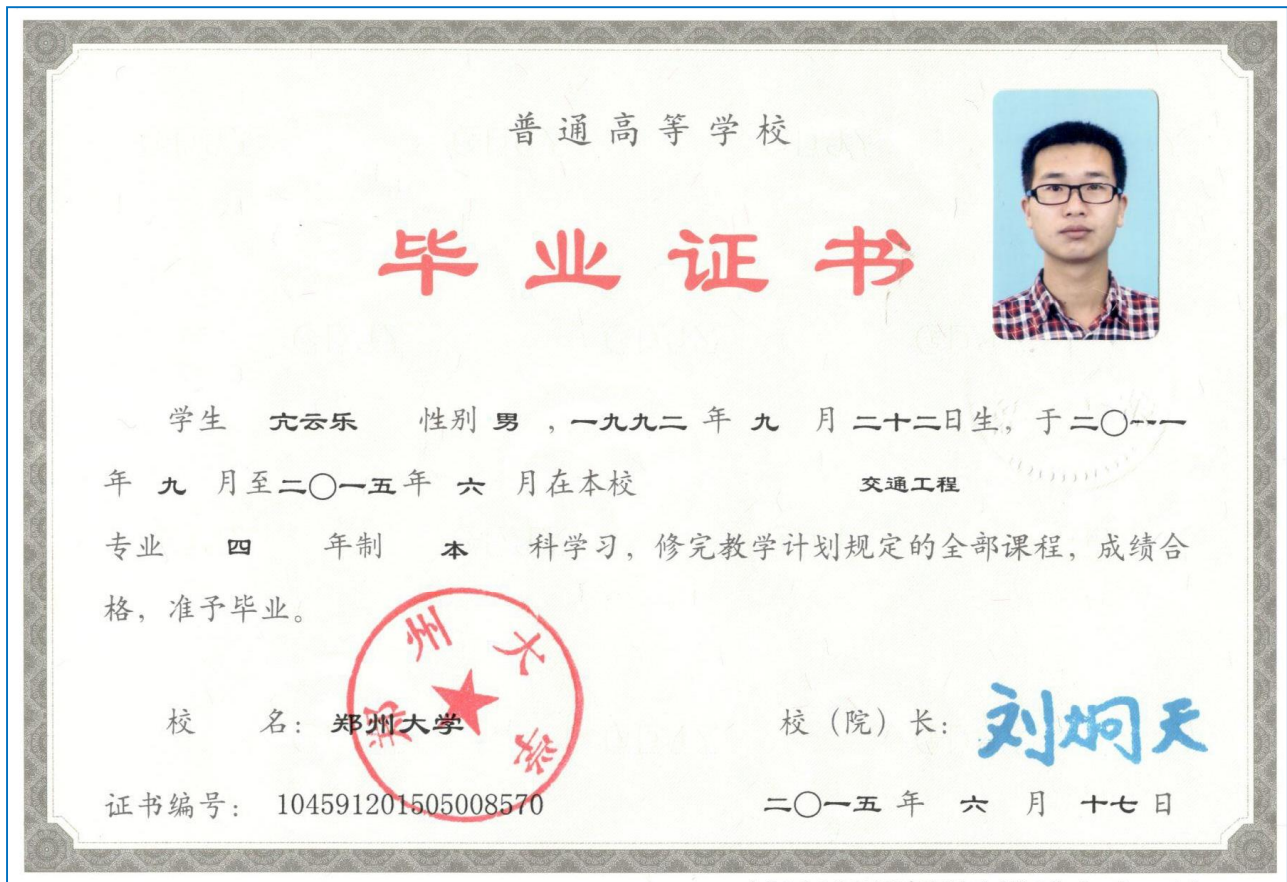 普通高等学校
毕业证书
学生 亢云乐 性别 男，一九九二 年 九 月 二十二日生，于二〇一一
年 九 月至二〇一五年 六 月在本校 交通工程
专业 四 年制 本 科学习，修完教学计划规定的全部课程，成绩合
格，准予毕业。
郑州大学
校 名：郑州大学 校（院）长：刘炯天
证书编号：104591201505008570 二〇一五 年 六 月 十七 日